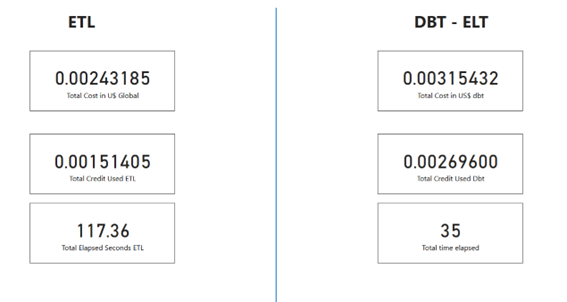 ETL
0.00243185
Total Cost in U$ Global
0.00151405
Total Credit Used ETL
117.36
Total Elapsed Seconds ETL
DBT - ELT
0.00315432
Total Cost in US$ dbt
0.00269600
Total Credit Used Dbt
35
Total time elapsed